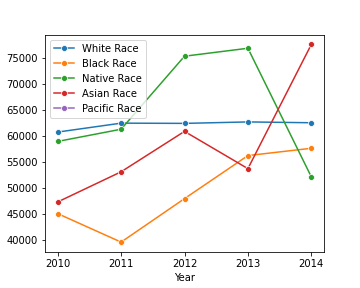 White Race
Black Race
Native Race
Asian Race
Pacific Race
75000
70000
65000
60000
55000
50000
45000
40000
2010 2011 2012 2013 2014
Year